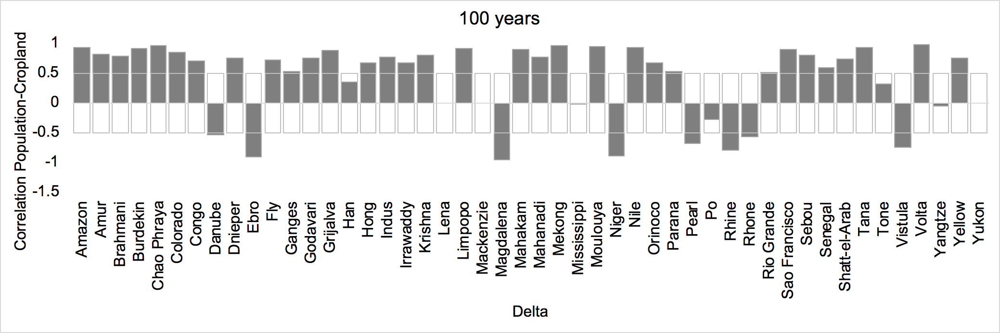 100 years
Correlation Population-Cropland
1
0.5
0
-0.5
-1
-1.5
Amazon
Amur
Brahmani
Burdekin
Chao Phraya
Colorado
Congo
Danube
Dnieper
Ebro
Fly
Ganges
Godavari
Grijalva
Han
Hong
Indus
Irrawaddy
Krishna
Lena
Limpopo
Mackenzie
Magdalena
Mahakam
Mahanadi
Mekong
Mississippi
Moulouya
Niger
Nile
Orinoco
Parana
Pearl
Po
Rhine
Rhone
Rio Grande
Sao Francisco
Sebou
Senegal
Shatt-el-Arab
Tana
Tone
Vistula
Volta
Yangtze
Yellow
Yukon
Delta